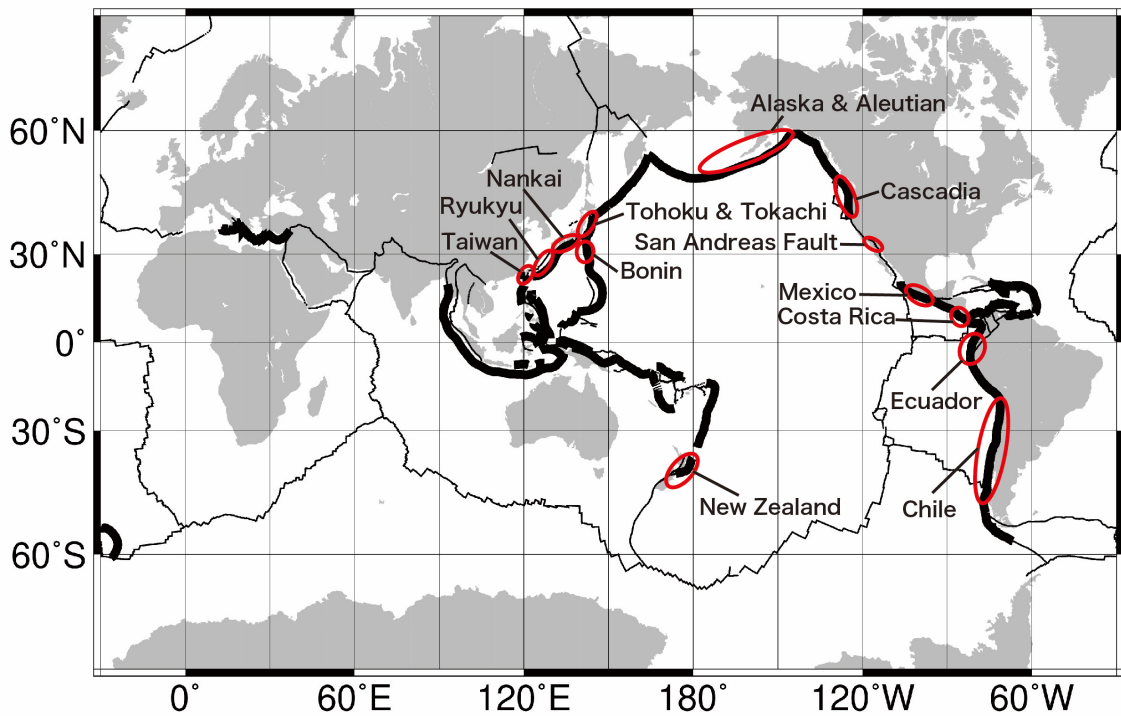 Alaska & Aleutian
60˚N
Nankai
Cascadia
Ryukyu
Tohoku & Tokachi
Taiwan
San Andreas Fault
30˚N
Bonin
Mexico
Costa Rica
0˚
Ecuador
30˚S
New Zealand
Chile
60˚S
0˚
60˚E
120˚E
180˚
120˚W
60˚W